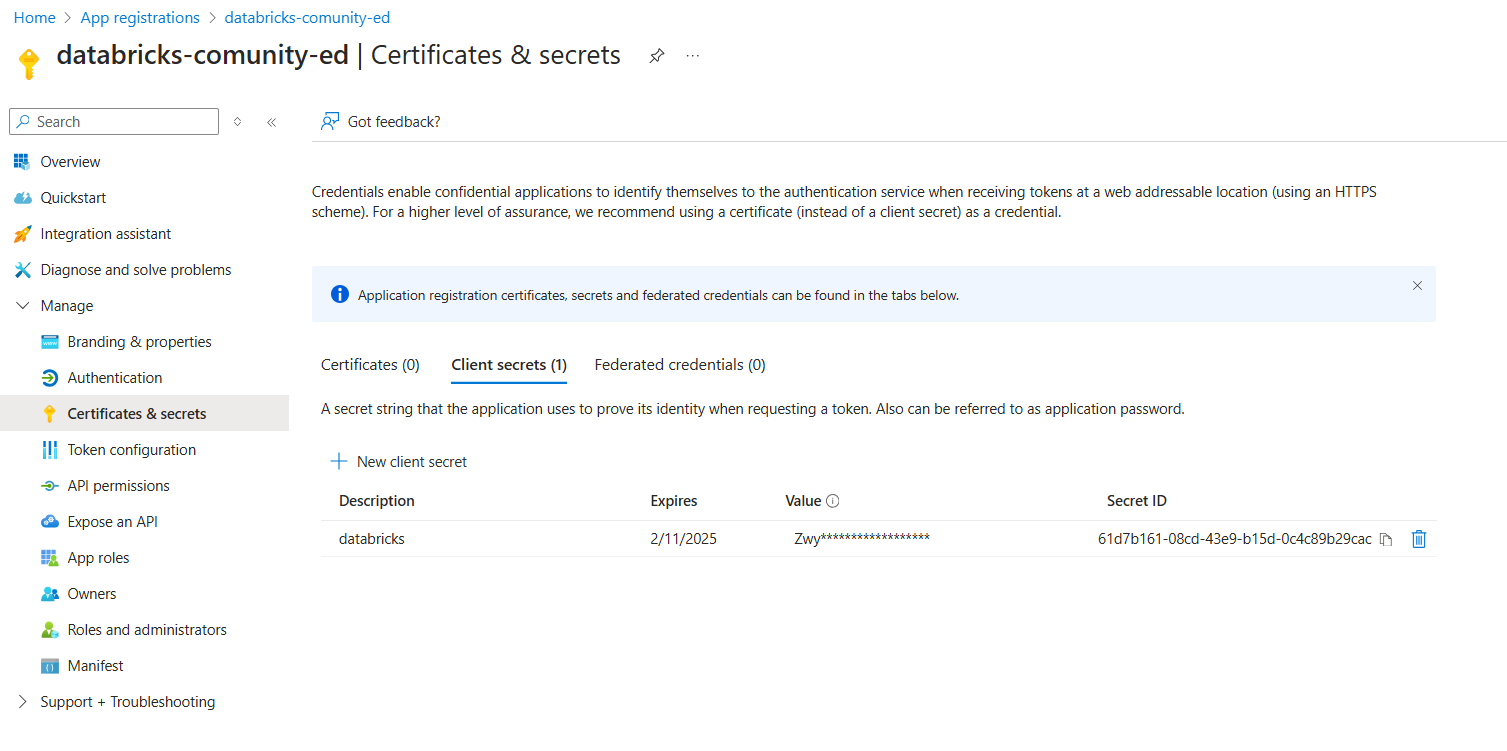 Home > App registrations > databricks-comunity-ed
databricks-comunity-ed | Certificates & secrets
Search
Overview
Quickstart
Integration assistant
Diagnose and solve problems
Manage
Branding & properties
Authentication
Certificates & secrets
Token configuration
API permissions
Expose an API
App roles
Owners
Roles and administrators
Manifest
Support + Troubleshooting
Got feedback?
Credentials enable confidential applications to identify themselves to the authentication service when receiving tokens at a web addressable location (using an HTTPS
scheme). For a higher level of assurance, we recommend using a certificate (instead of a client secret) as a credential.
Application registration certificates, secrets and federated credentials can be found in the tabs below.
Certificates (0) Client secrets (1) Federated credentials (0)
A secret string that the application uses to prove its identity when requesting a token. Also can be referred to as application password.
New client secret
Description Expires Value Secret ID
databricks 2/11/2025 Zwy****************** 61d7b161-08cd-43e9-b15d-0c4c89b29cac